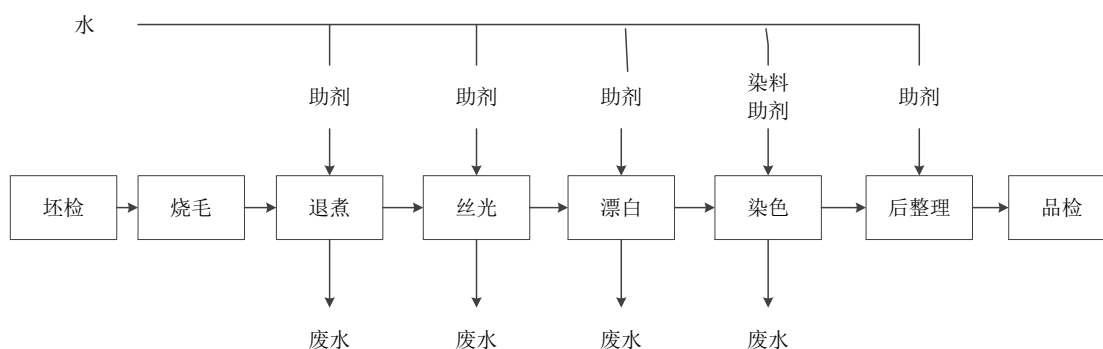 水
染料
助剂 助剂 助剂 助剂 助剂
坯检 烧毛 退煮 丝光 漂白 染色 后整理 品检
废水 废水 废水 废水